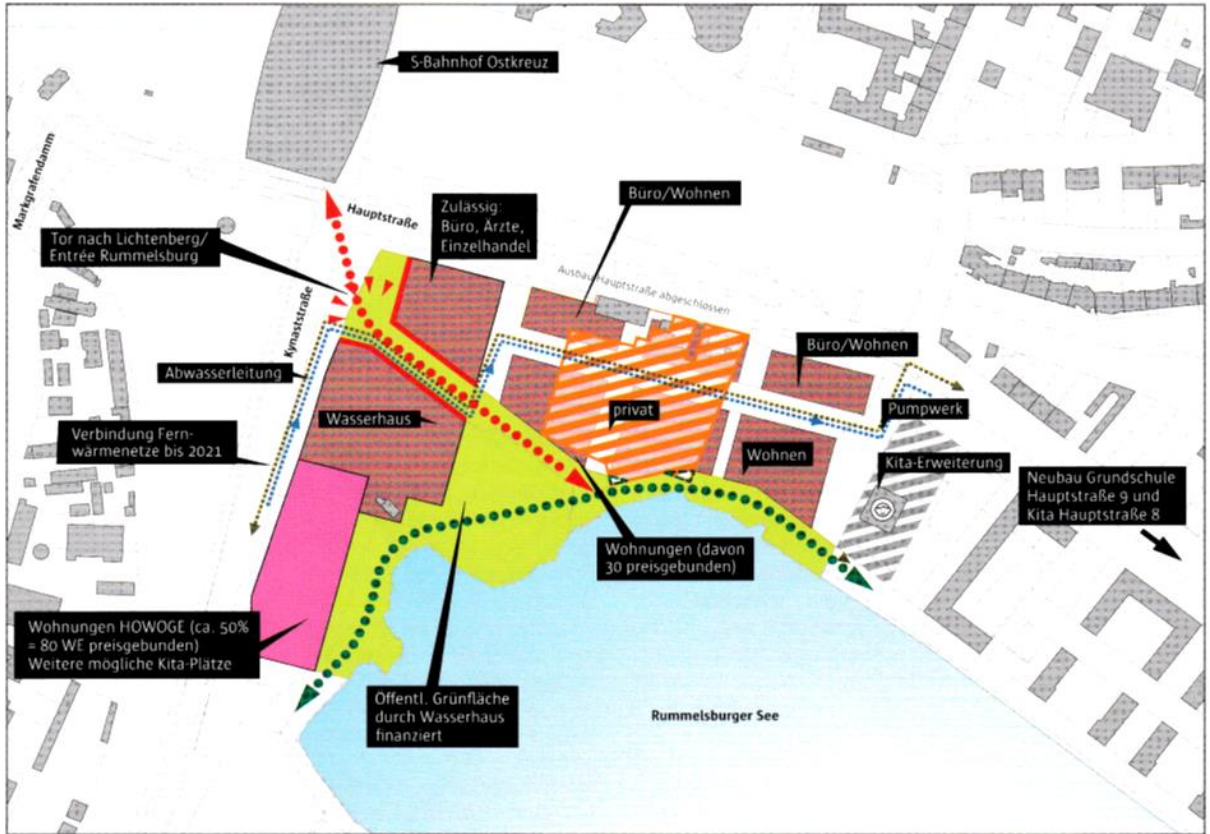 S-Bahnhof Ostkreuz
Markgrafendamm
Hauptstraße
Zulässig:
Büro, Ärzte,
Einzelhandel
Büro/Wohnen
Tor nach Lichtenberg/
Entrée Rummelsburg
Ausbau Hauptstraße abgeschlossen
Kynaststraße
Büro/Wohnen
Abwasserleitung
Wasserhaus
privat
Pumpwerk
Verbindung Fern-
wärmenetze bis 2021
Wohnen
Kita-Erweiterung
Neubau Grundschule
Hauptstraße 9 und
Kita Hauptstraße 8
Wohnungen (davon
30 preisgebunden)
Wohnungen HOWOGE (ca. 50%
= 80 WE preisgebunden)
Weitere mögliche Kita-Plätze
Öffentl. Grünfläche
durch Wasserhaus
finanziert
Rummelsburger See